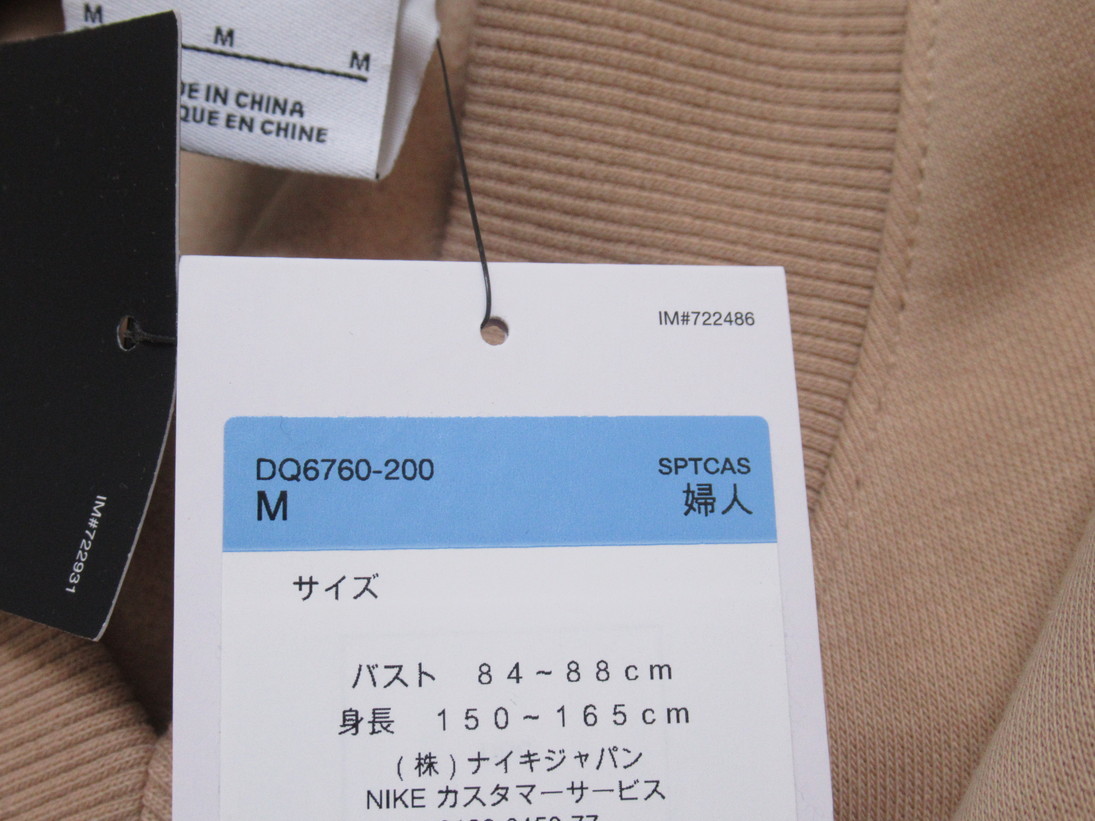 M
M
M
DE IN CHINA
QUE EN CHINE
IM#722931
IM#722486
DQ6760-200
SPTCAS
M
婦人
サイズ
バスト 84~88cm
身長 150~165cm
(株)ナイキジャパン
NIKE カスタマーサービス